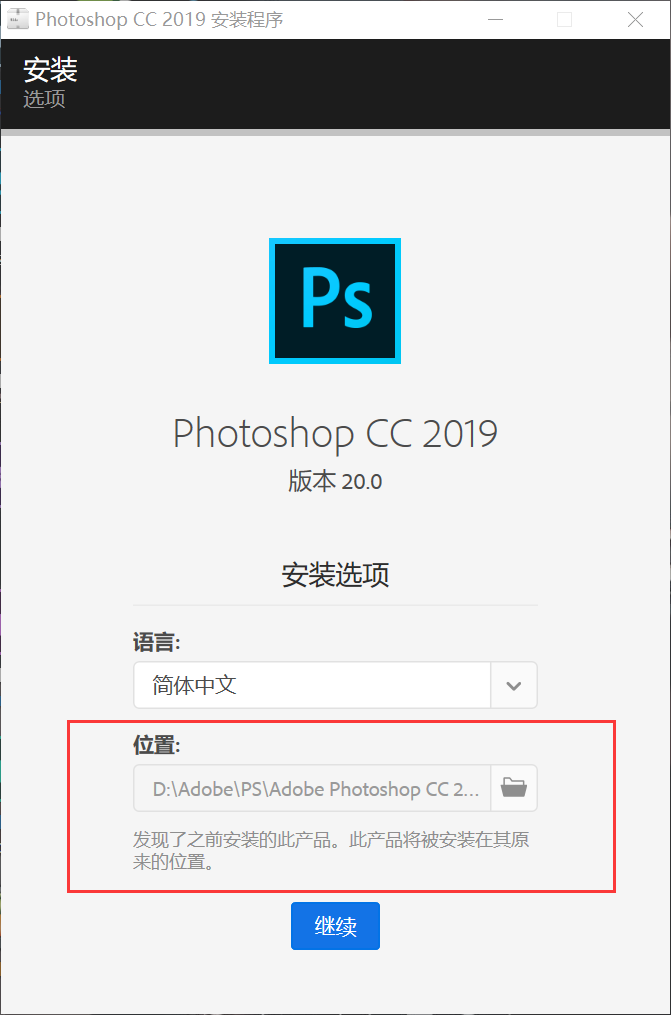 Photoshop CC 2019 安装程序
安装
选项
Ps
Photoshop CC 2019
版本 20.0
安装选项
语言:
简体中文
位置:
D:\Adobe\PS\Adobe Photoshop CC 2...
发现了之前安装的此产品。此产品将被安装在其原
来的位置。
继续